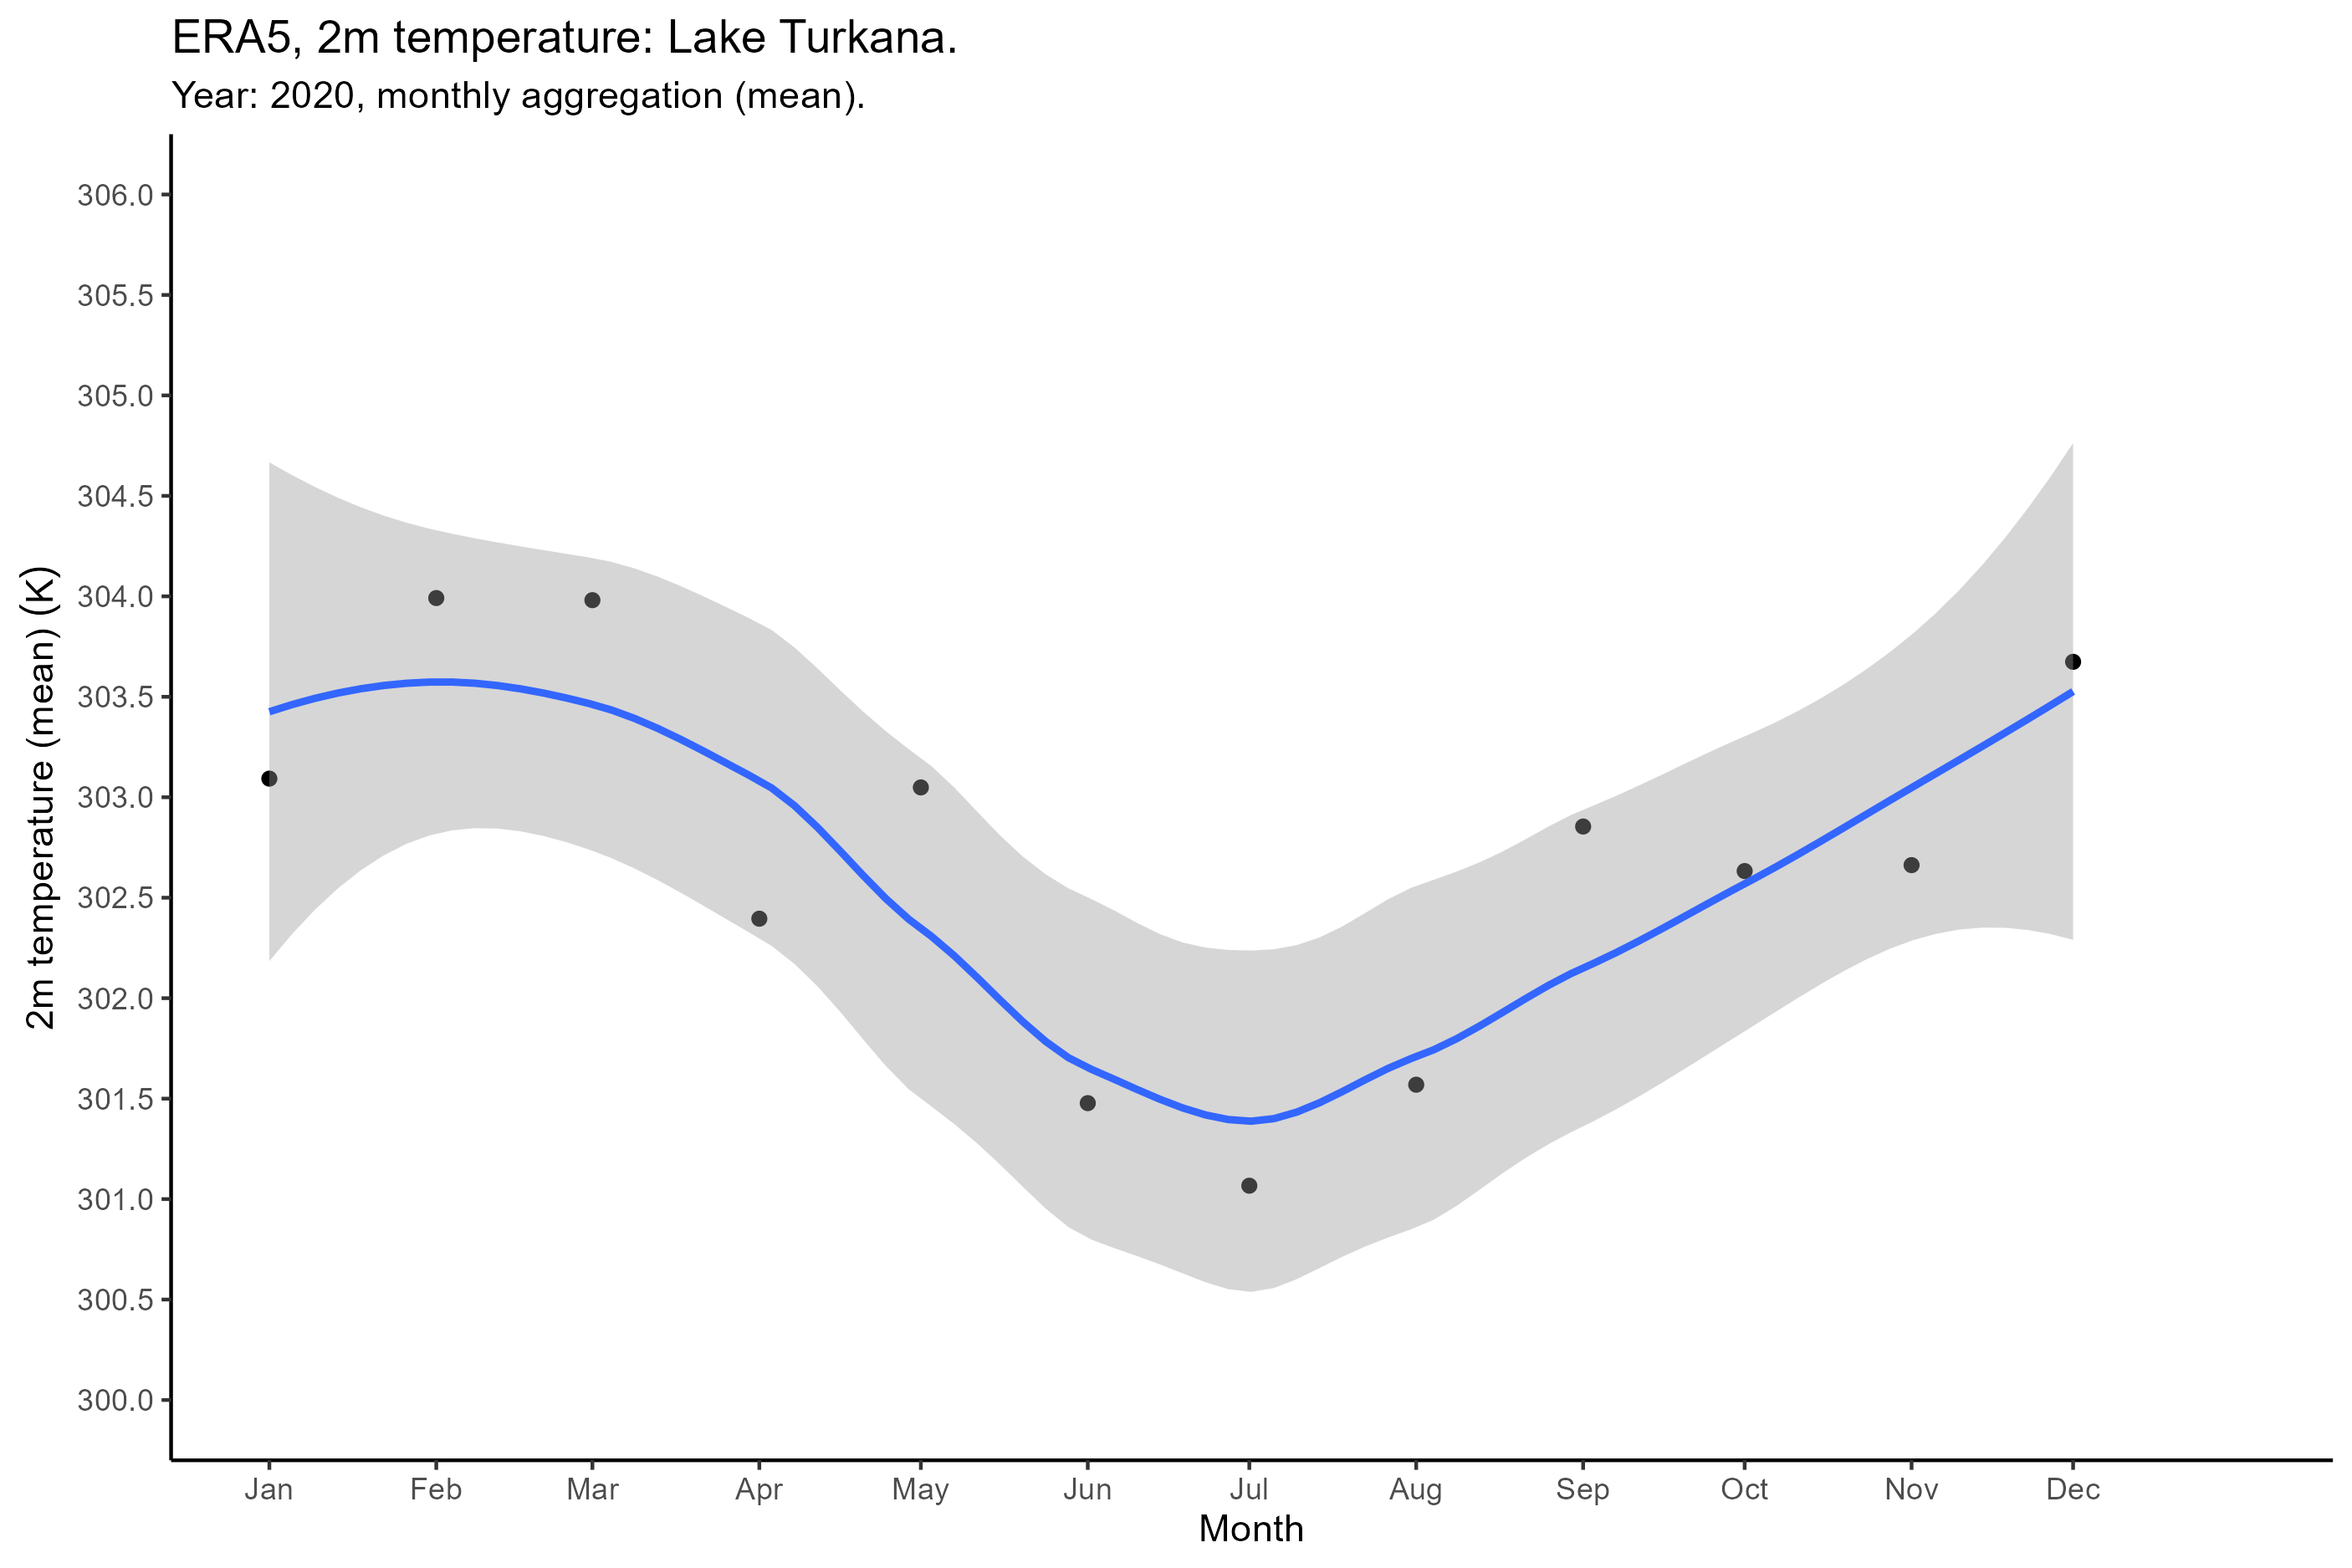 ERA5, 2m temperature: Lake Turkana.
Year: 2020, monthly aggregation (mean).
2m temperature (mean) (K)
306.0
305.5
305.0
304.5
304.0
303.5
303.0
302.5
302.0
301.5
301.0
300.5
300.0
Jan Feb Mar Apr May Jun Jul Aug Sep Oct Nov Dec
Month